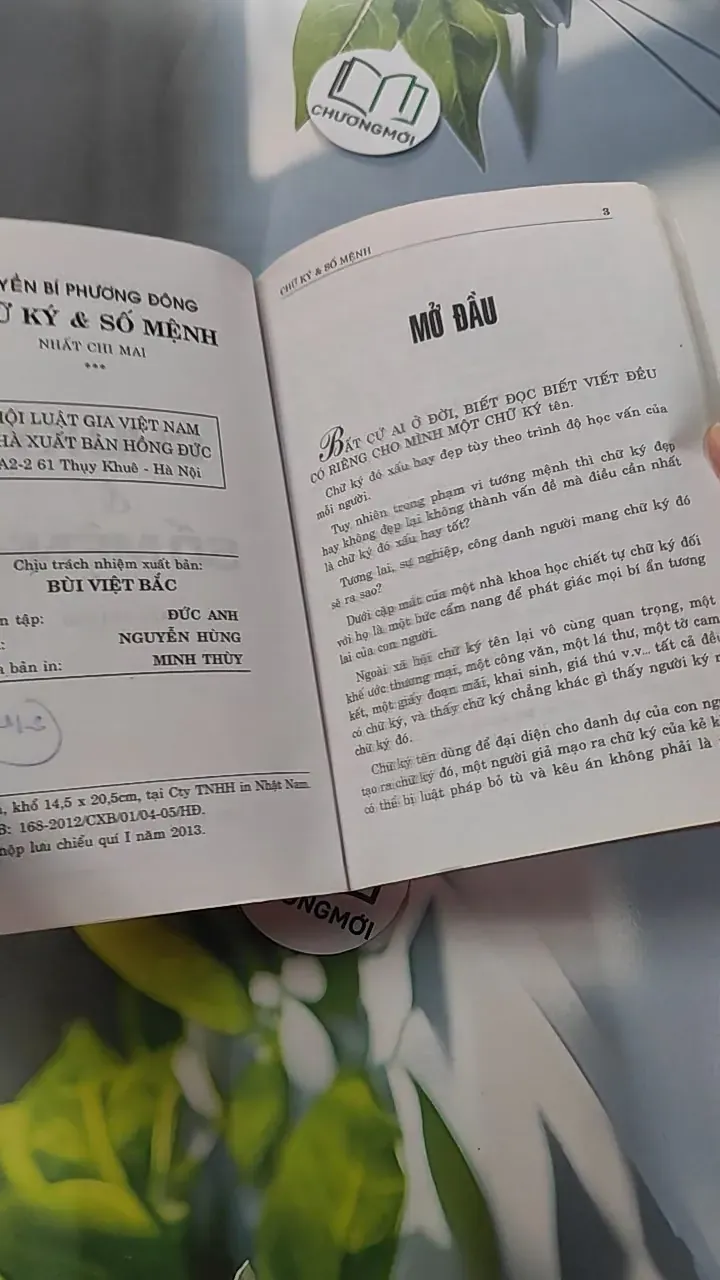 CHƯƠNGMỚI
YỀN BÍ PHƯƠNG ĐÔNG
Ữ KÝ & SỐ MỆNH
NHẤT CHI MAI
***
HỘI LUẬT GIA VIỆT NAM
HÀ XUẤT BẢN HỒNG ĐỨC
A2-2 61 Thụy Khuê - Hà Nội
Chịu trách nhiệm xuất bản:
BÙI VIỆT BẮC
n tập: ĐỨC ANH
: NGUYỄN HÙNG
a bản in: MINH THÙY
, khổ 14,5 x 20,5cm, tại Cty TNHH in Nhật Nam.
B: 168-2012/CXB/01/04-05/HĐ.
nộp lưu chiểu quí I năm 2013.
CHỮ KÝ & SỐ MỆNH 3
MỞ ĐẦU
BẤT CỨ AI Ở ĐỜI, BIẾT ĐỌC BIẾT VIẾT ĐỀU
CÓ RIÊNG CHO MÌNH MỘT CHỮ KÝ tên.
Chữ ký đó xấu hay đẹp tùy theo trình độ học vấn của
mỗi người.
Tuy nhiên trong phạm vi tướng mệnh thì chữ ký đẹp
hay không đẹp lại không thành vấn đề mà điều cần nhất
là chữ ký đó xấu hay tốt?
Tương lai, sự nghiệp, công danh người mang chữ ký đó
sẽ ra sao?
Dưới cặp mắt của một nhà khoa học chiết tự chữ ký đối
với họ là một bức cẩm nang để phát giác mọi bí ẩn tương
lai của con người.
Ngoài xã hội chữ ký tên lại vô cùng quan trọng, một
khế ước thương mại, một công văn, một lá thư, một tờ cam
kết, một giấy đoạn mãi, khai sinh, giá thú v.v... tất cả đều
có chữ ký, và thấy chữ ký chẳng khác gì thấy người ký r
chữ ký đó.
Chữ ký tên dùng để đại diện cho danh dự của con ng
tạo ra chữ ký đó, một người giả mạo ra chữ ký của kẻ k
có thể bị luật pháp bỏ tù và kêu án không phải là
ƯƠNGMỚI